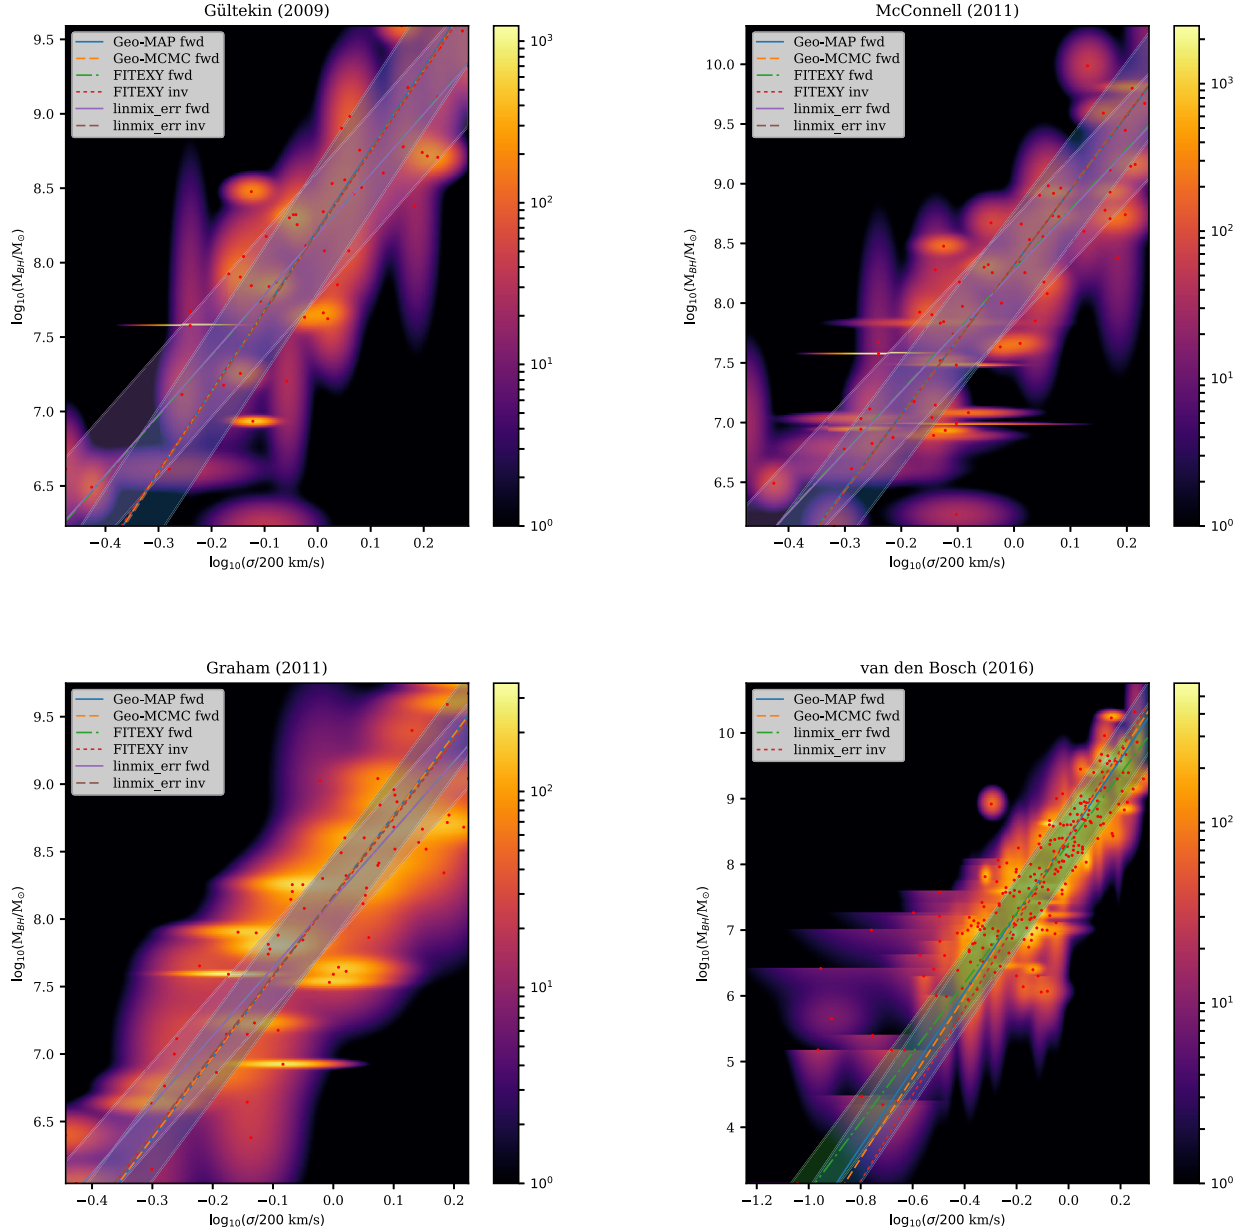 Gültekin (2009)
Geo-MAP fwd
Geo-MCMC fwd
FITEXY fwd
FITEXY inv
linmix_err fwd
linmix_err inv
log₁₀(M_BH/M_⊙)
9.5
9.0
8.5
8.0
7.5
7.0
6.5
−0.4 −0.3 −0.2 −0.1 0.0 0.1 0.2
log₁₀(σ/200 km/s)
10³
10²
10¹
10⁰
McConnell (2011)
Geo-MAP fwd
Geo-MCMC fwd
FITEXY fwd
FITEXY inv
linmix_err fwd
linmix_err inv
log₁₀(M_BH/M_⊙)
10.0
9.5
9.0
8.5
8.0
7.5
7.0
6.5
−0.4 −0.3 −0.2 −0.1 0.0 0.1 0.2
log₁₀(σ/200 km/s)
10³
10²
10¹
10⁰
Graham (2011)
Geo-MAP fwd
Geo-MCMC fwd
FITEXY fwd
FITEXY inv
linmix_err fwd
linmix_err inv
log₁₀(M_BH/M_⊙)
9.5
9.0
8.5
8.0
7.5
7.0
6.5
−0.4 −0.3 −0.2 −0.1 0.0 0.1 0.2
log₁₀(σ/200 km/s)
10²
10¹
10⁰
van den Bosch (2016)
Geo-MAP fwd
Geo-MCMC fwd
linmix_err fwd
linmix_err inv
log₁₀(M_BH/M_⊙)
10
9
8
7
6
5
4
−1.2 −1.0 −0.8 −0.6 −0.4 −0.2 0.0 0.2
log₁₀(σ/200 km/s)
10²
10¹
10⁰